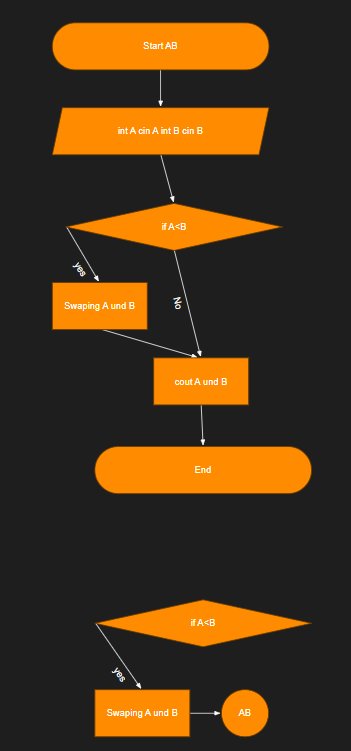 Start AB
int A cin A int B cin B
if A<B
yes
Swaping A und B
No
cout A und B
End
if A<B
yes
Swaping A und B
AB